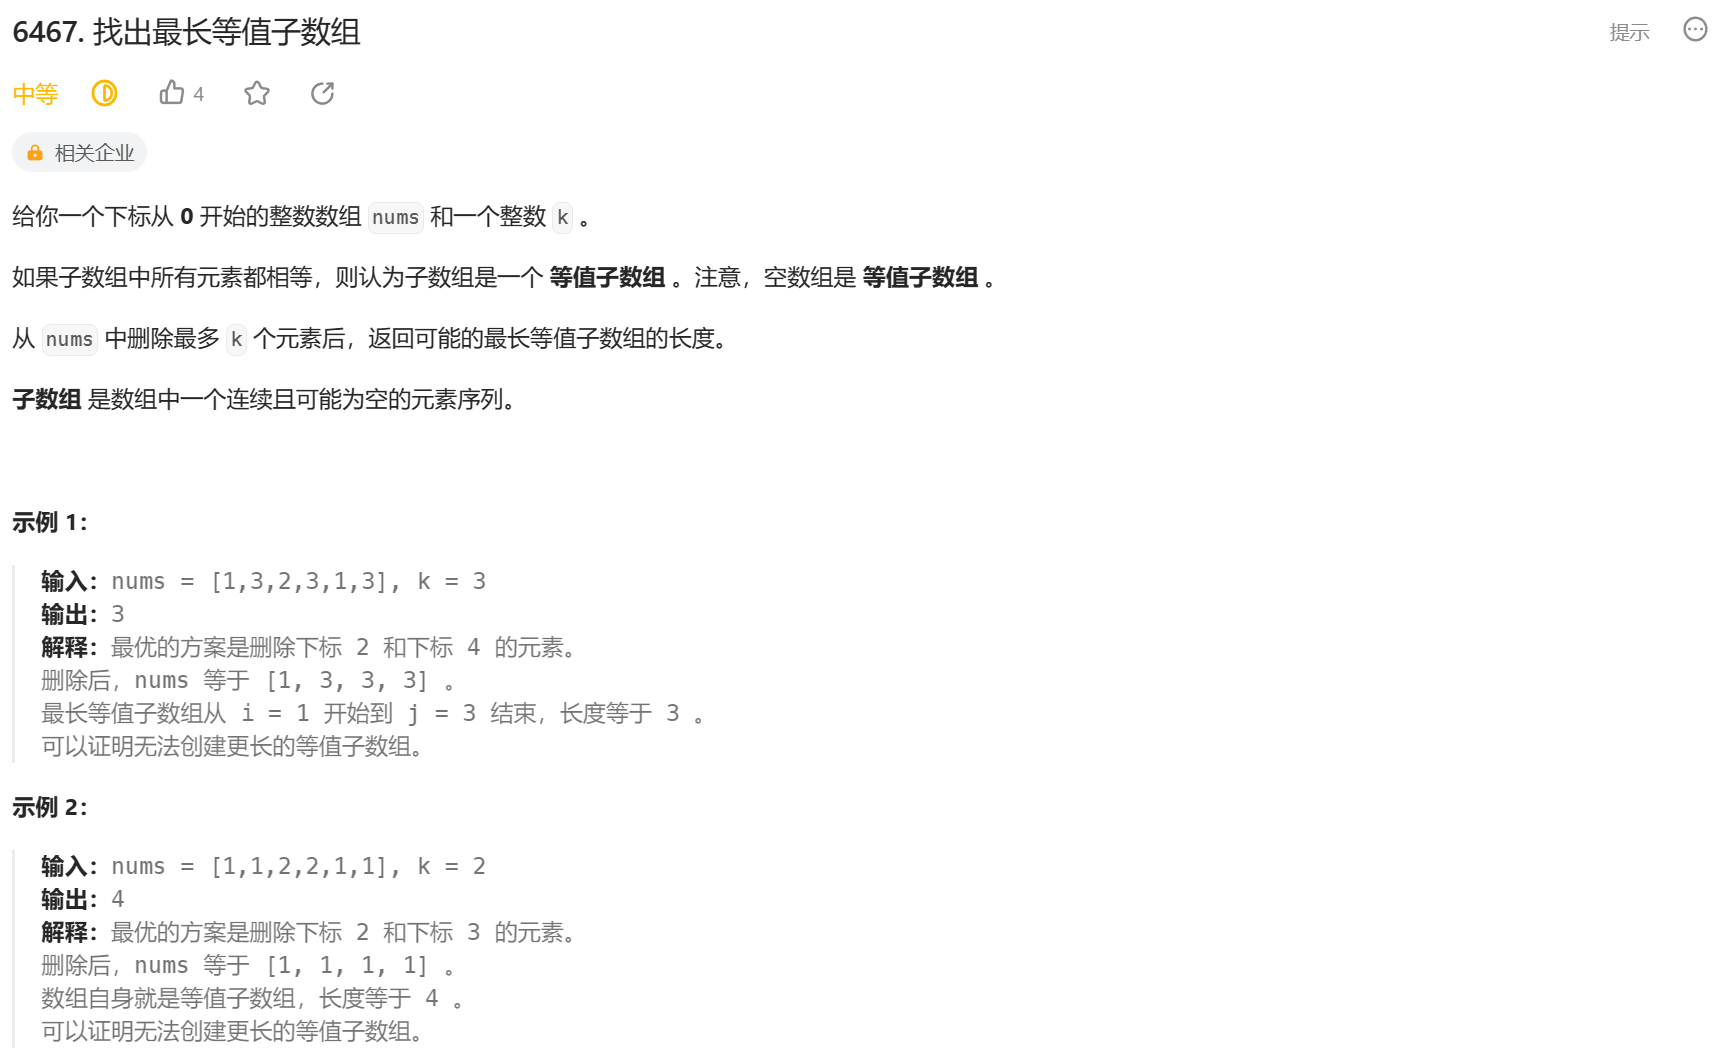 6467. 找出最长等值子数组
提示
中等
4
相关企业
给你一个下标从 0 开始的整数数组 nums 和一个整数 k 。
如果子数组中所有元素都相等，则认为子数组是一个 等值子数组 。注意，空数组是 等值子数组 。
从 nums 中删除最多 k 个元素后，返回可能的最长等值子数组的长度。
子数组 是数组中一个连续且可能为空的元素序列。
示例 1：
输入：nums = [1,3,2,3,1,3], k = 3
输出：3
解释：最优的方案是删除下标 2 和下标 4 的元素。
删除后，nums 等于 [1, 3, 3, 3] 。
最长等值子数组从 i = 1 开始到 j = 3 结束，长度等于 3 。
可以证明无法创建更长的等值子数组。
示例 2：
输入：nums = [1,1,2,2,1,1], k = 2
输出：4
解释：最优的方案是删除下标 2 和下标 3 的元素。
删除后，nums 等于 [1, 1, 1, 1] 。
数组自身就是等值子数组，长度等于 4 。
可以证明无法创建更长的等值子数组。